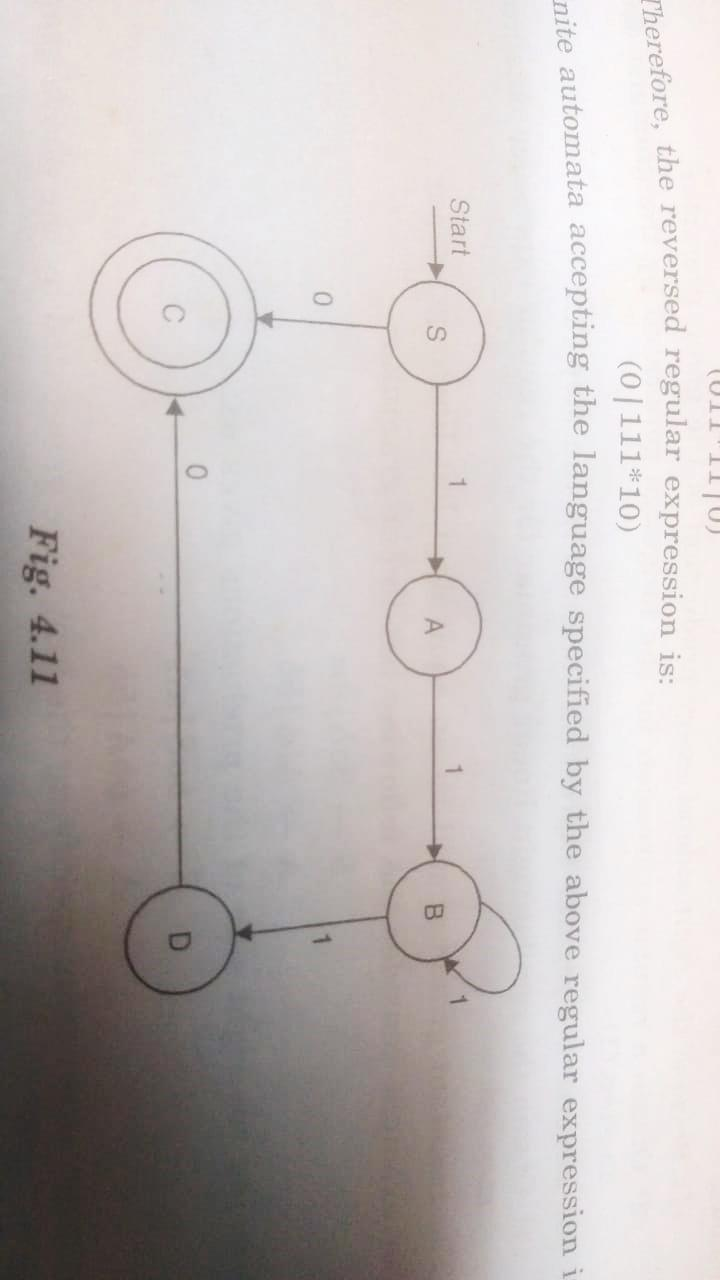 Therefore, the reversed regular expression is:
(0|111*10)
nite automata accepting the language specified by the above regular expression i
Start
S
1
A
1
B
1
0
1
C
0
D
Fig. 4.11